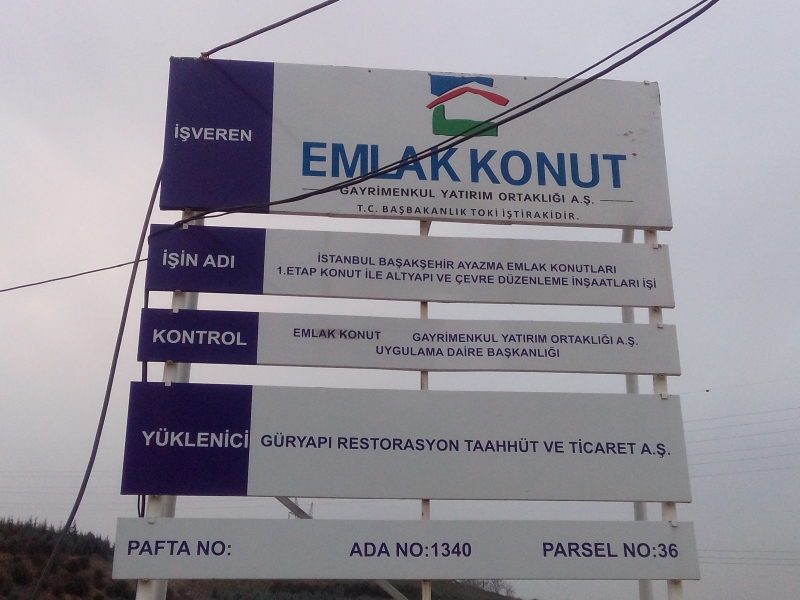 İŞVEREN
EMLAK KONUT
GAYRİMENKUL YATIRIM ORTAKLIĞI A.Ş.
T.C. BAŞBAKANLIK TOKİ İŞTİRAKİDİR.
İŞİN ADI
İSTANBUL BAŞAKŞEHİR AYAZMA EMLAK KONUTLARI
1.ETAP KONUT İLE ALTYAPI VE ÇEVRE DÜZENLEME İNŞAATLARI İŞİ
KONTROL
EMLAK KONUT GAYRİMENKUL YATIRIM ORTAKLIĞI A.Ş.
UYGULAMA DAİRE BAŞKANLIĞI
YÜKLENİCİ
GÜRYAPI RESTORASYON TAAHHÜT VE TİCARET A.Ş.
PAFTA NO: ADA NO:1340 PARSEL NO:36